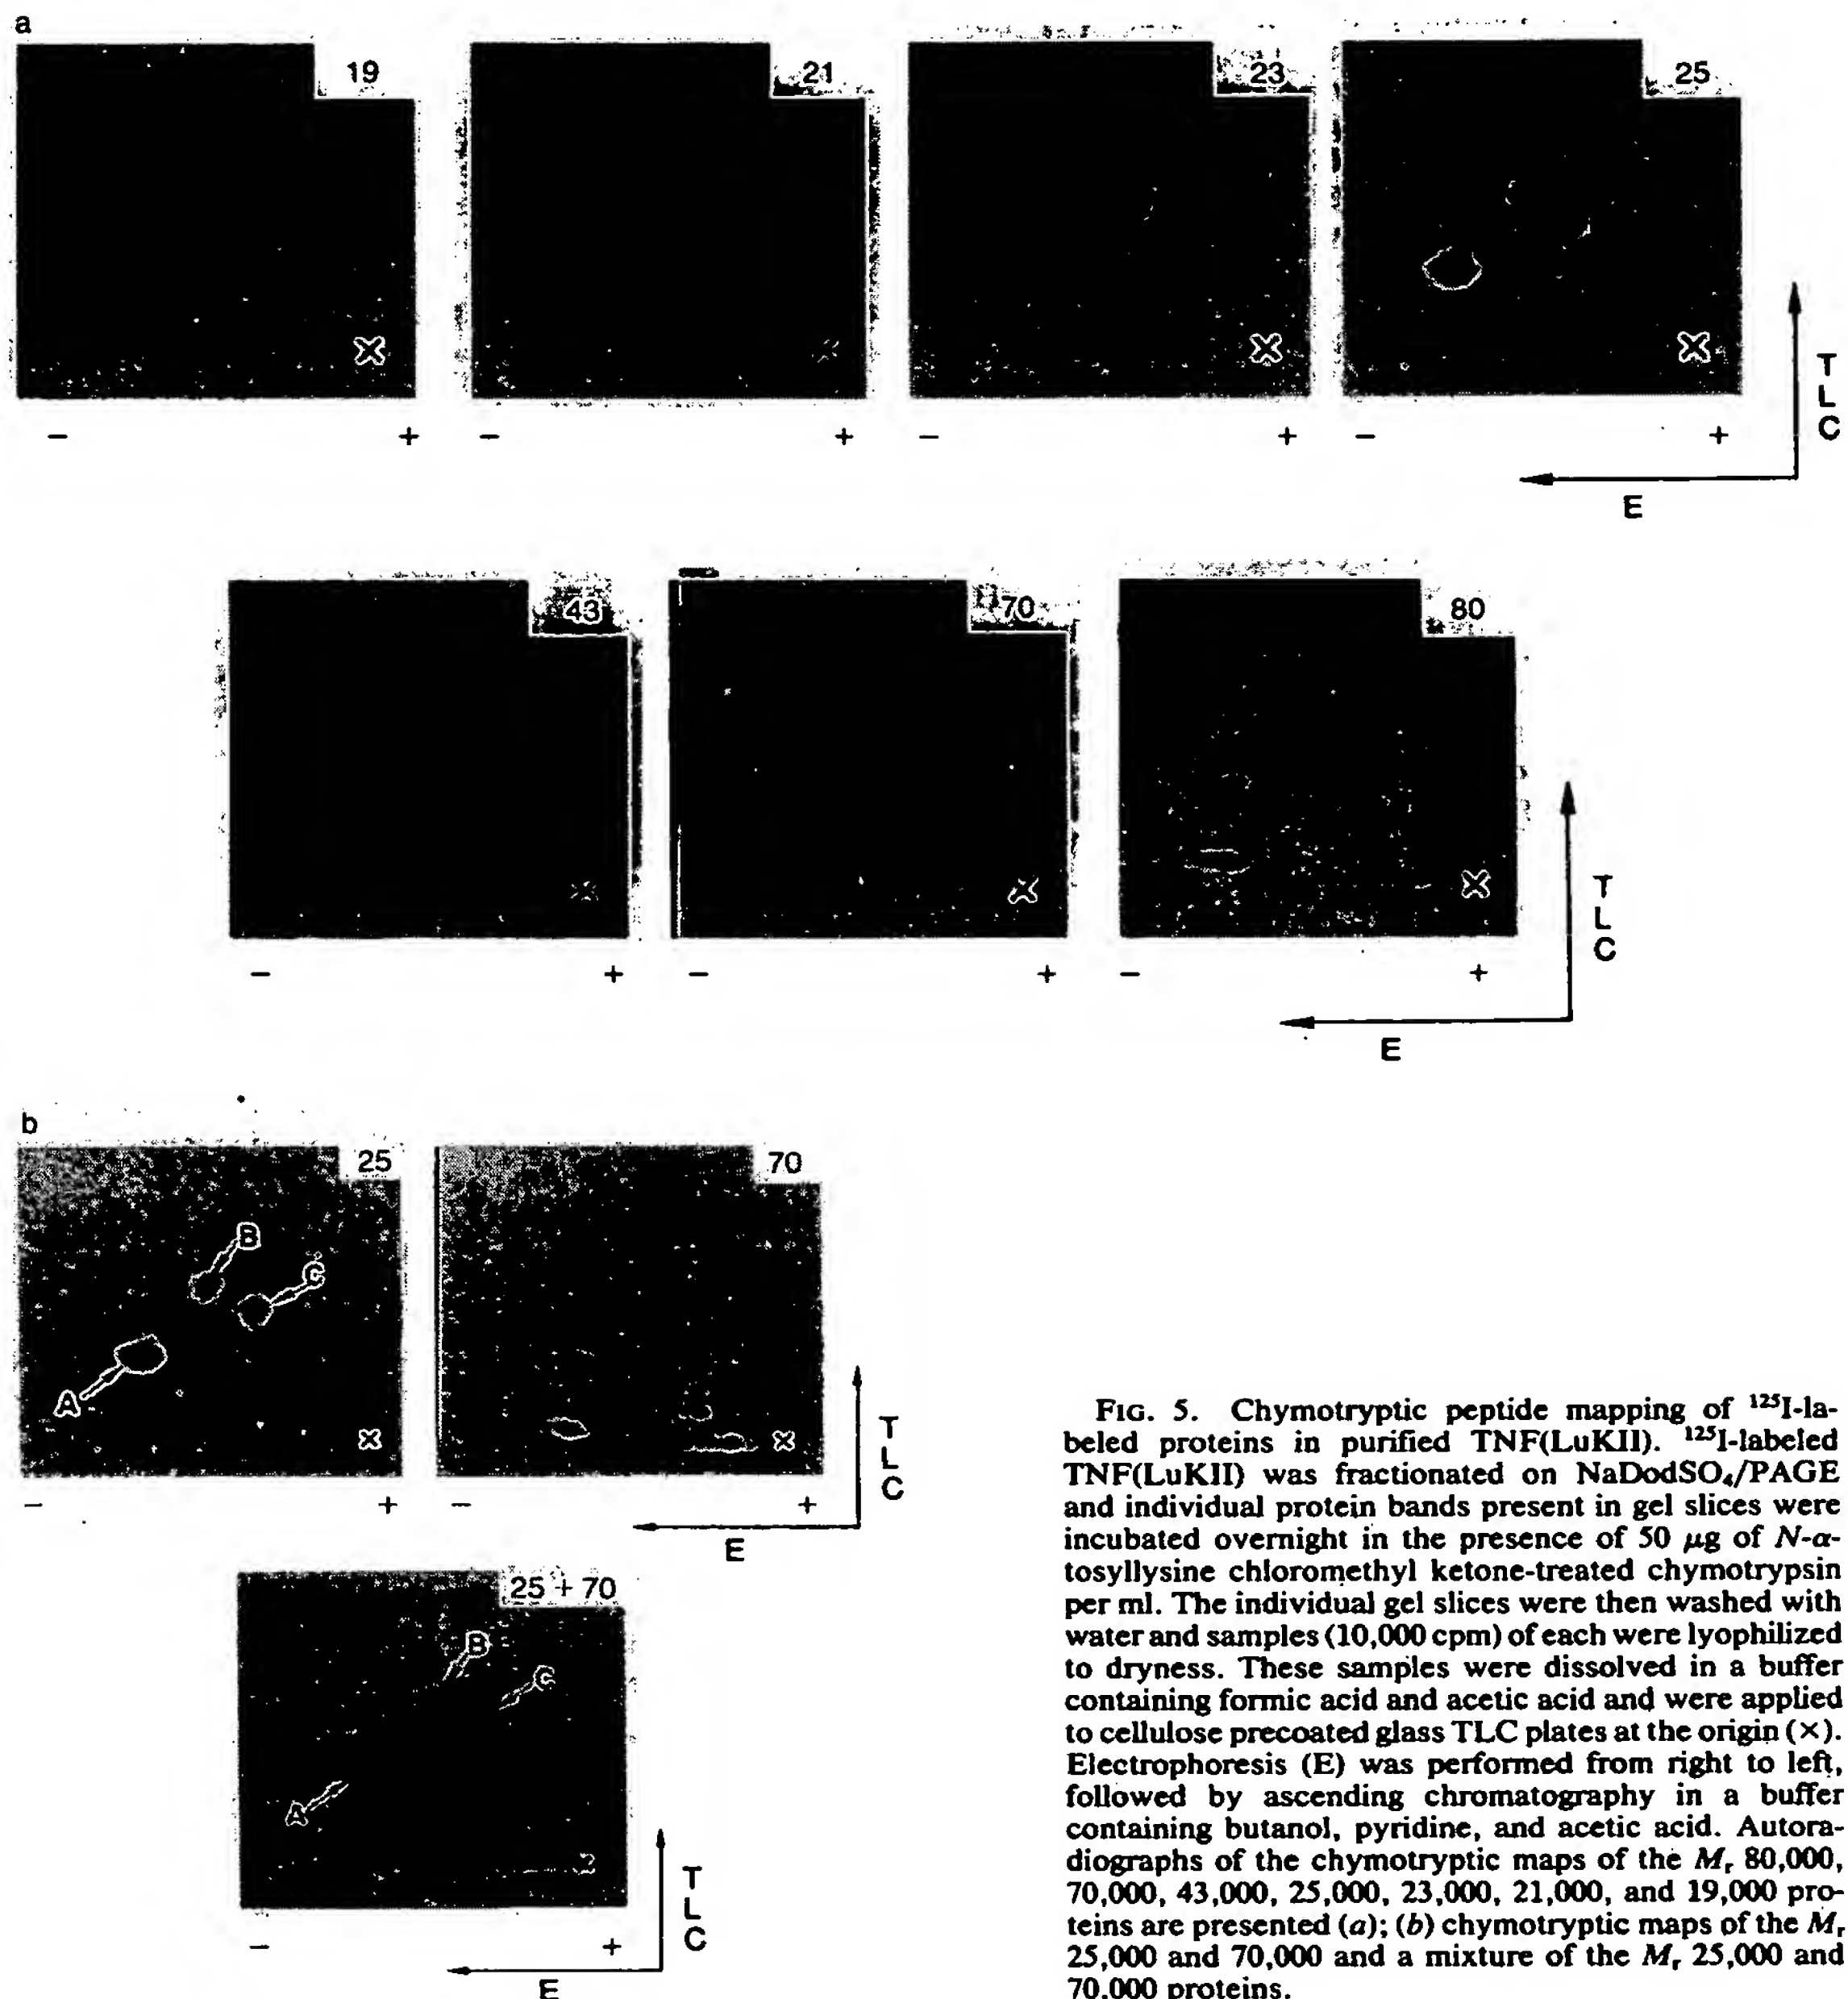 a
19
21
23
25
×
×
×
×
− + − + − + − +
T
L
C
E
43
70
80
×
×
×
− + − + − +
T
L
C
E
b
25
70
B
C
A
×
×
− + − +
T
L
C
E
25 + 70
B
C
A
− +
T
L
C
E
FIG. 5. Chymotryptic peptide mapping of ¹²⁵I-la-
beled proteins in purified TNF(LuKII). ¹²⁵I-labeled
TNF(LuKII) was fractionated on NaDodSO₄/PAGE
and individual protein bands present in gel slices were
incubated overnight in the presence of 50 μg of N-α-
tosyllysine chloromethyl ketone-treated chymotrypsin
per ml. The individual gel slices were then washed with
water and samples (10,000 cpm) of each were lyophilized
to dryness. These samples were dissolved in a buffer
containing formic acid and acetic acid and were applied
to cellulose precoated glass TLC plates at the origin (×).
Electrophoresis (E) was performed from right to left,
followed by ascending chromatography in a buffer
containing butanol, pyridine, and acetic acid. Autora-
diographs of the chymotryptic maps of the Mᵣ 80,000,
70,000, 43,000, 25,000, 23,000, 21,000, and 19,000 pro-
teins are presented (a); (b) chymotryptic maps of the Mᵣ
25,000 and 70,000 and a mixture of the Mᵣ 25,000 and
70,000 proteins.